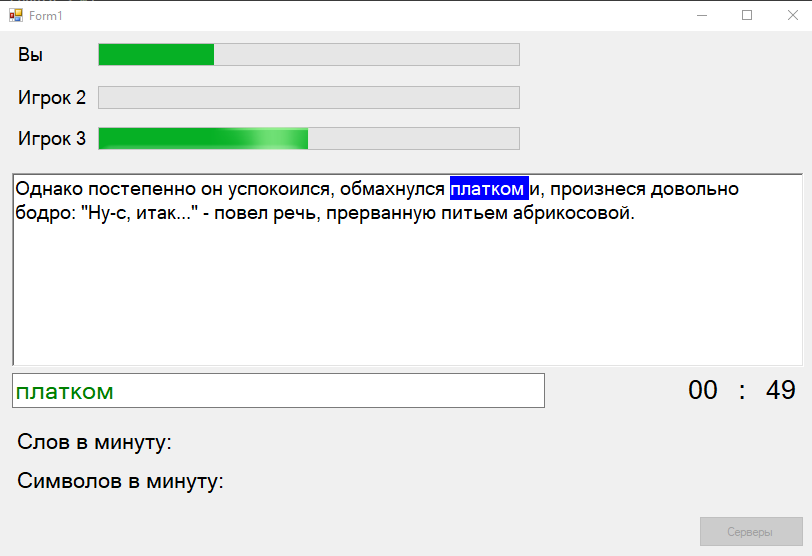 Form1
Вы
Игрок 2
Игрок 3
Однако постепенно он успокоился, обмахнулся платком и, произнеся довольно
бодро: "Ну-с, итак..." - повел речь, прерванную питьем абрикосовой.
платком
00 : 49
Слов в минуту:
Символов в минуту:
Серверы